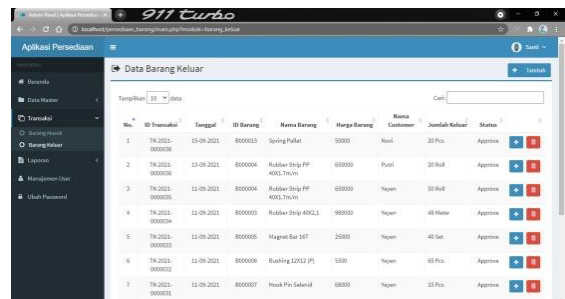 911 Turbo
localhost/persediaan_barang/main.php?module=barang_keluar
Aplikasi Persediaan
Santi
Beranda
Data Master
Transaksi
Barang Masuk
Barang Keluar
Laporan
Manajemen User
Ubah Password
Data Barang Keluar
Tambah
Tampilkan 10 data
Cari:
No. ID Transaksi Tanggal ID Barang Nama Barang Harga Barang Nama Customer Jumlah Keluar Status
1 TK-2021-0000038 15-09-2021 B000013 Spring Pallet 50000 Novi 20 Pcs Approve
2 TK-2021-0000036 13-09-2021 B000004 Rubber Strip PP 40X1.7m/m 650000 Putri 20 Roll Approve
3 TK-2021-0000035 11-09-2021 B000004 Rubber Strip PP 40X1.7m/m 650000 Yeyen 50 Roll Approve
4 TK-2021-0000034 11-09-2021 B000003 Rubber Strip 40X2,1 980000 Yeyen 48 Meter Approve
5 TK-2021-0000033 11-09-2021 B000005 Magnet Bar 16T 25000 Yeyen 40 Set Approve
6 TK-2021-0000032 11-09-2021 B000006 Bushing 12X12 (P) 5500 Yeyen 65 Pcs Approve
7 TK-2021-0000031 11-09-2021 B000007 Hook Pin Selenid 68000 Yeyen 15 Pcs Approve